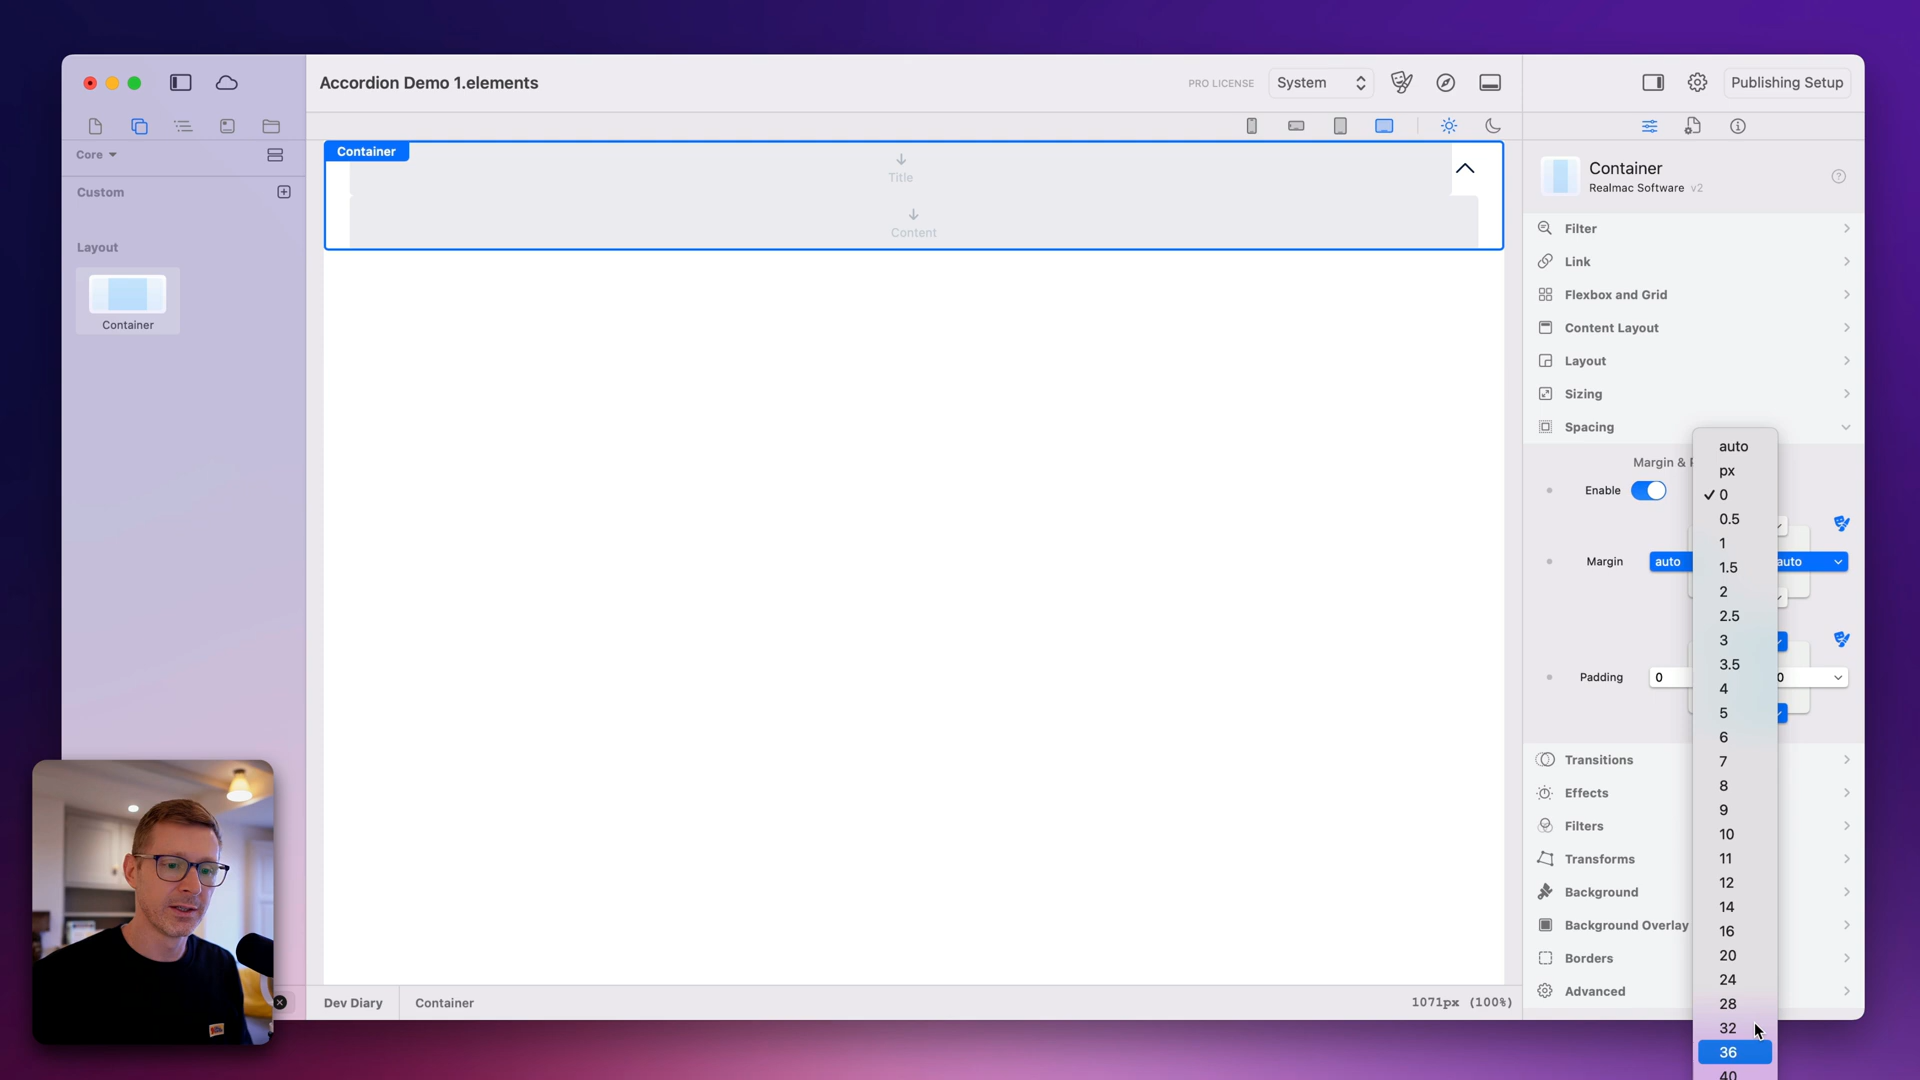 Accordion Demo 1.elements
PRO LICENSE
System
Publishing Setup
Core
Custom
Layout
Container
Container
Title
Content
Container
Realmac Software v2
Filter
Link
Flexbox and Grid
Content Layout
Layout
Sizing
Spacing
Margin &
Enable
Margin
auto
auto
Padding
0
0
auto
px
✓ 0
0.5
1
1.5
2
2.5
3
3.5
4
5
6
7
8
9
10
11
12
14
16
20
24
28
32
36
40
Transitions
Effects
Filters
Transforms
Background
Background Overlay
Borders
Advanced
Dev Diary
Container
1071px (100%)